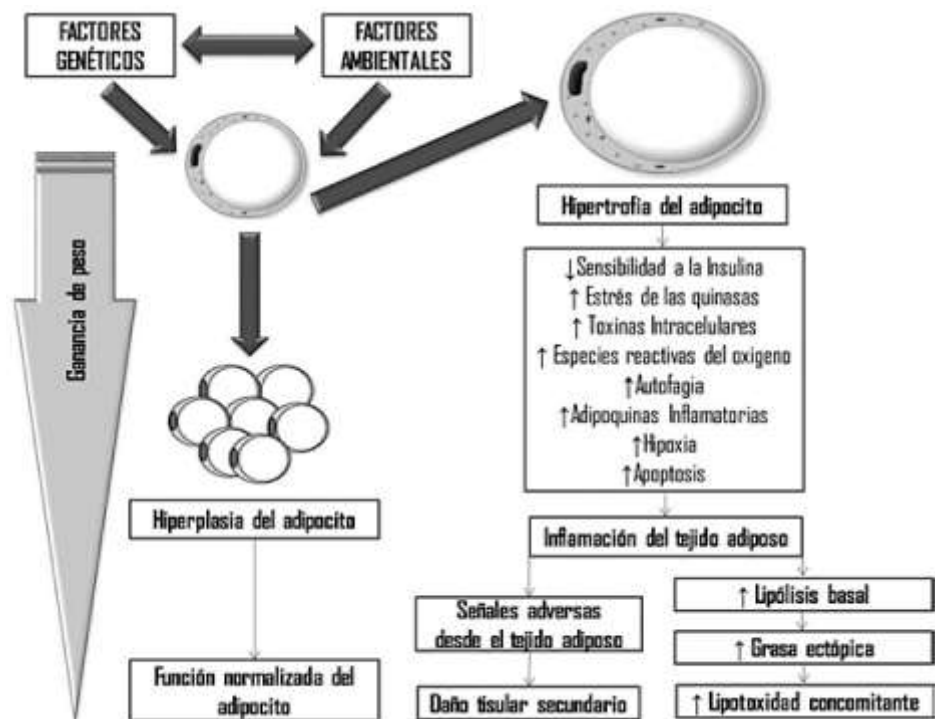 FACTORES
GENÉTICOS
FACTORES
AMBIENTALES
Ganancia de peso
Hipertrofia del adipocito
↓Sensibilidad a la Insulina
↑ Estrés de las quinasas
↑ Toxinas Intracelulares
↑ Especies reactivas del oxigeno
↑Autofagia
↑Adipoquinas Inflamatorias
↑Hipoxia
↑Apoptosis
Hiperplasia del adipocito
Inflamación del tejido adiposo
Señales adversas
desde el tejido adiposo
↑ Lipólisis basal
↑ Grasa ectópica
Función normalizada del
adipocito
Daño tisular secundario
↑ Lipotoxidad concomitante